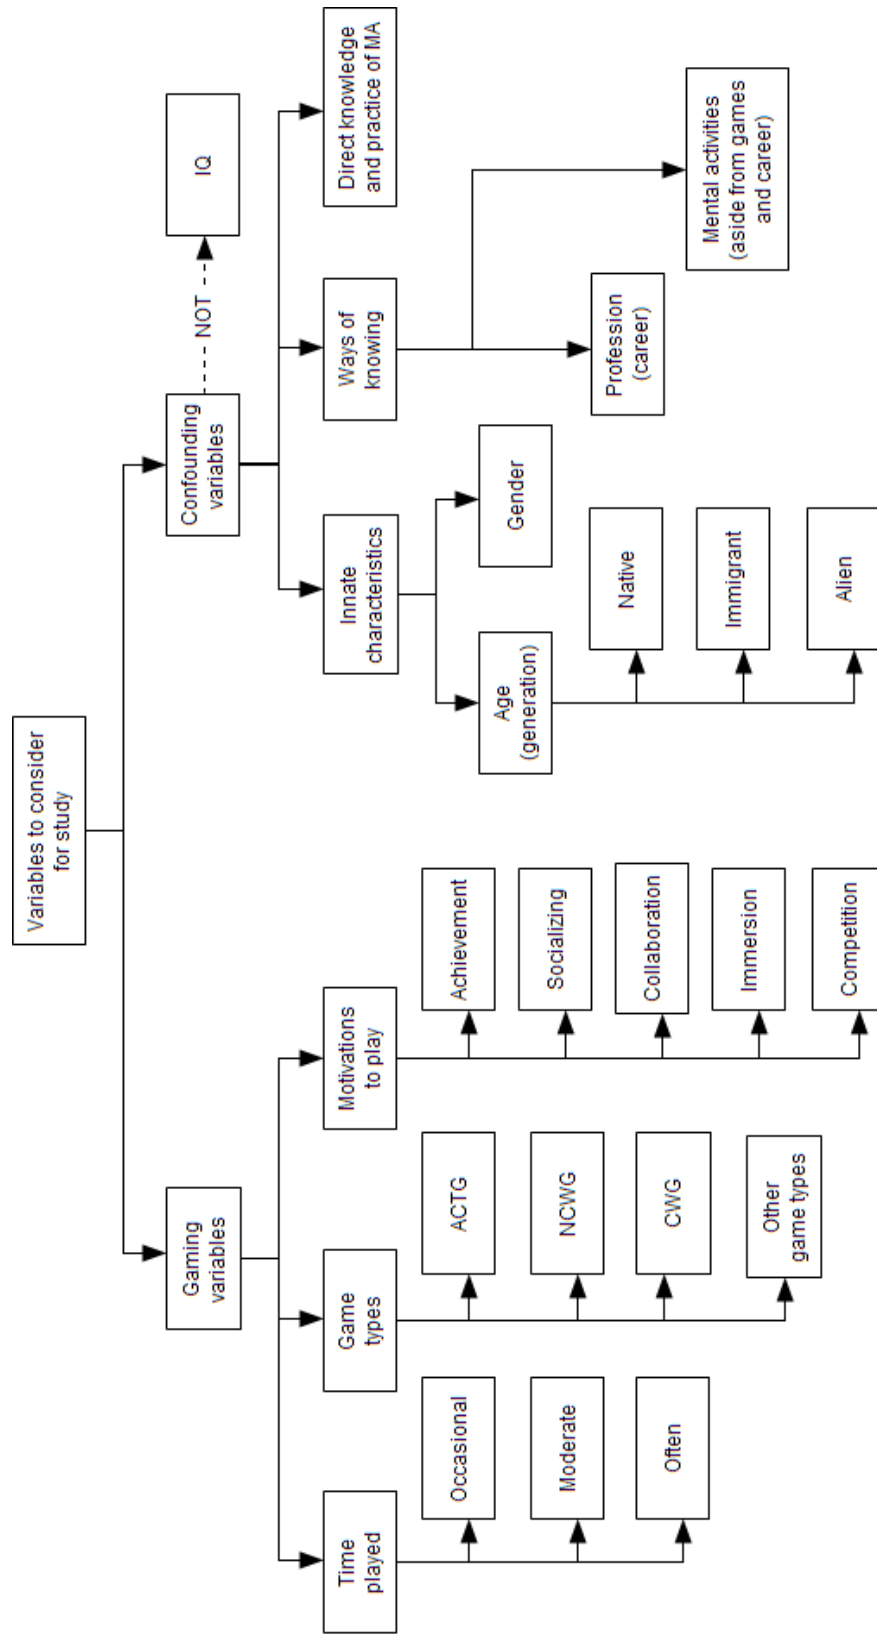 Variables to consider
for study
Gaming
variables
Confounding
variables
NOT
IQ
Time
played
Game
types
Motivations
to play
Innate
characteristics
Ways of
knowing
Direct knowledge
and practice of MA
Occasional
Moderate
Often
ACTG
NCWG
CWG
Other
game types
Achievement
Socializing
Collaboration
Immersion
Competition
Age
(generation)
Gender
Native
Immigrant
Alien
Profession
(career)
Mental activities
(aside from games
and career)